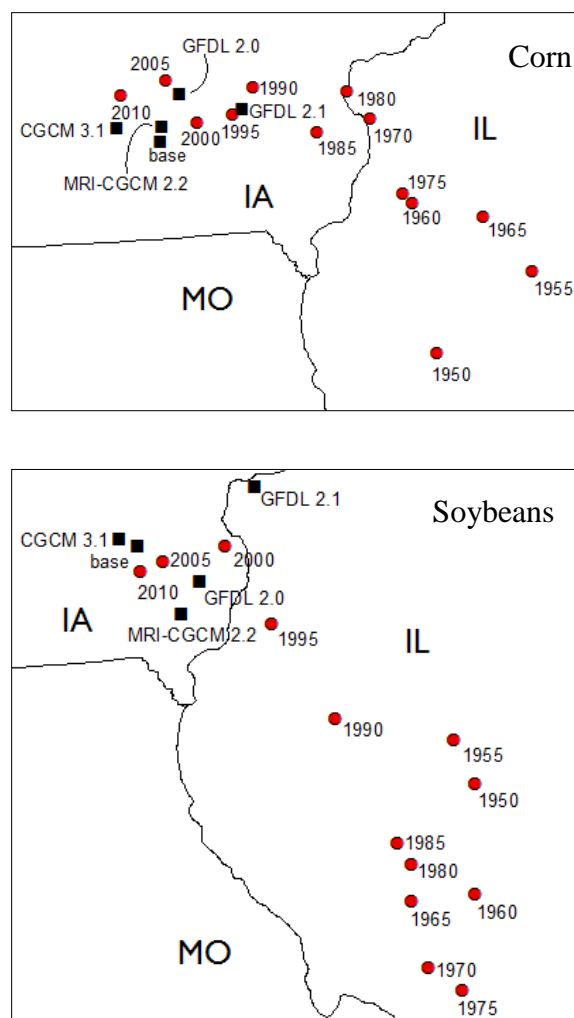 GFDL 2.0
Corn
2005
1990
1980
2010
GFDL 2.1
CGCM 3.1
1995
1970
2000
1985
base
IL
MRI-CGCM 2.2
IA
1975
1960
1965
1955
MO
1950
GFDL 2.1
Soybeans
CGCM 3.1
base
2005
2000
2010
GFDL 2.0
IA
MRI-CGCM 2.2
1995
IL
1990
1955
1950
1985
1980
1965
1960
MO
1970
1975